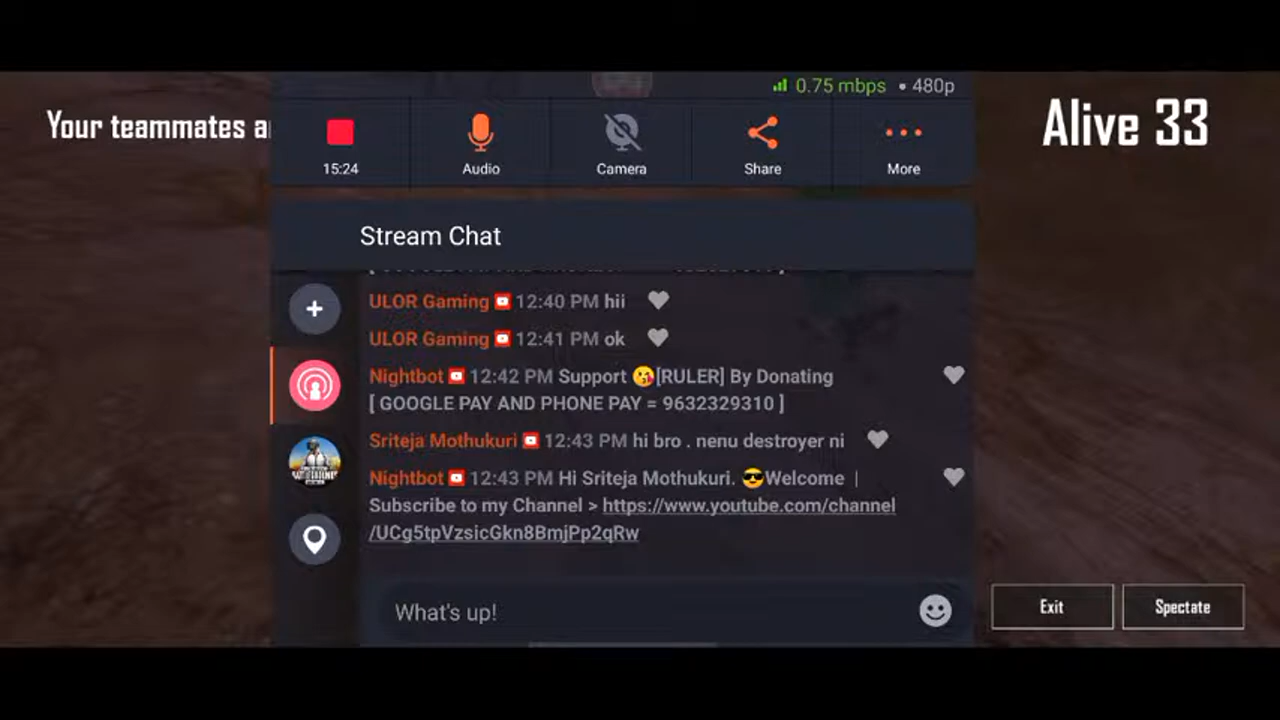 0.75 mbps • 480p
Your teammates a
Alive 33
15:24
Audio
Camera
Share
More
Stream Chat
ULOR Gaming 12:40 PM hii
ULOR Gaming 12:41 PM ok
Nightbot 12:42 PM Support 😘[RULER] By Donating
[ GOOGLE PAY AND PHONE PAY = 9632329310 ]
Sriteja Mothukuri 12:43 PM hi bro . nenu destroyer ni
Nightbot 12:43 PM Hi Sriteja Mothukuri. 😎Welcome |
Subscribe to my Channel > https://www.youtube.com/channel
/UCg5tpVzsicGkn8BmjPp2qRw
What's up!
Exit
Spectate